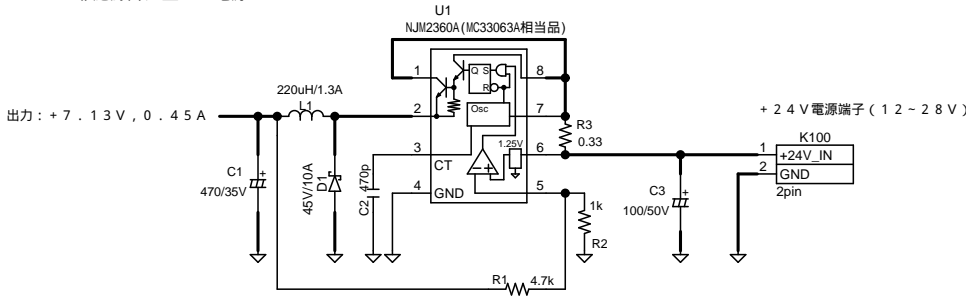 U1
NJM2360A(MC33063A相当品)
1
8
Q
S
R
220uH/1.3A
L1
2
Osc
7
出力：＋７．１３Ｖ，０．４５Ａ
＋２４Ｖ電源端子（１２～２８Ｖ）
R3
0.33
K100
3
1.25V
6
1
+24V_IN
CT
2
GND
C1
470/35V
45V/10A
D1
C2
470p
4
GND
5
2pin
C3
100/50V
1k
R2
R1
4.7k